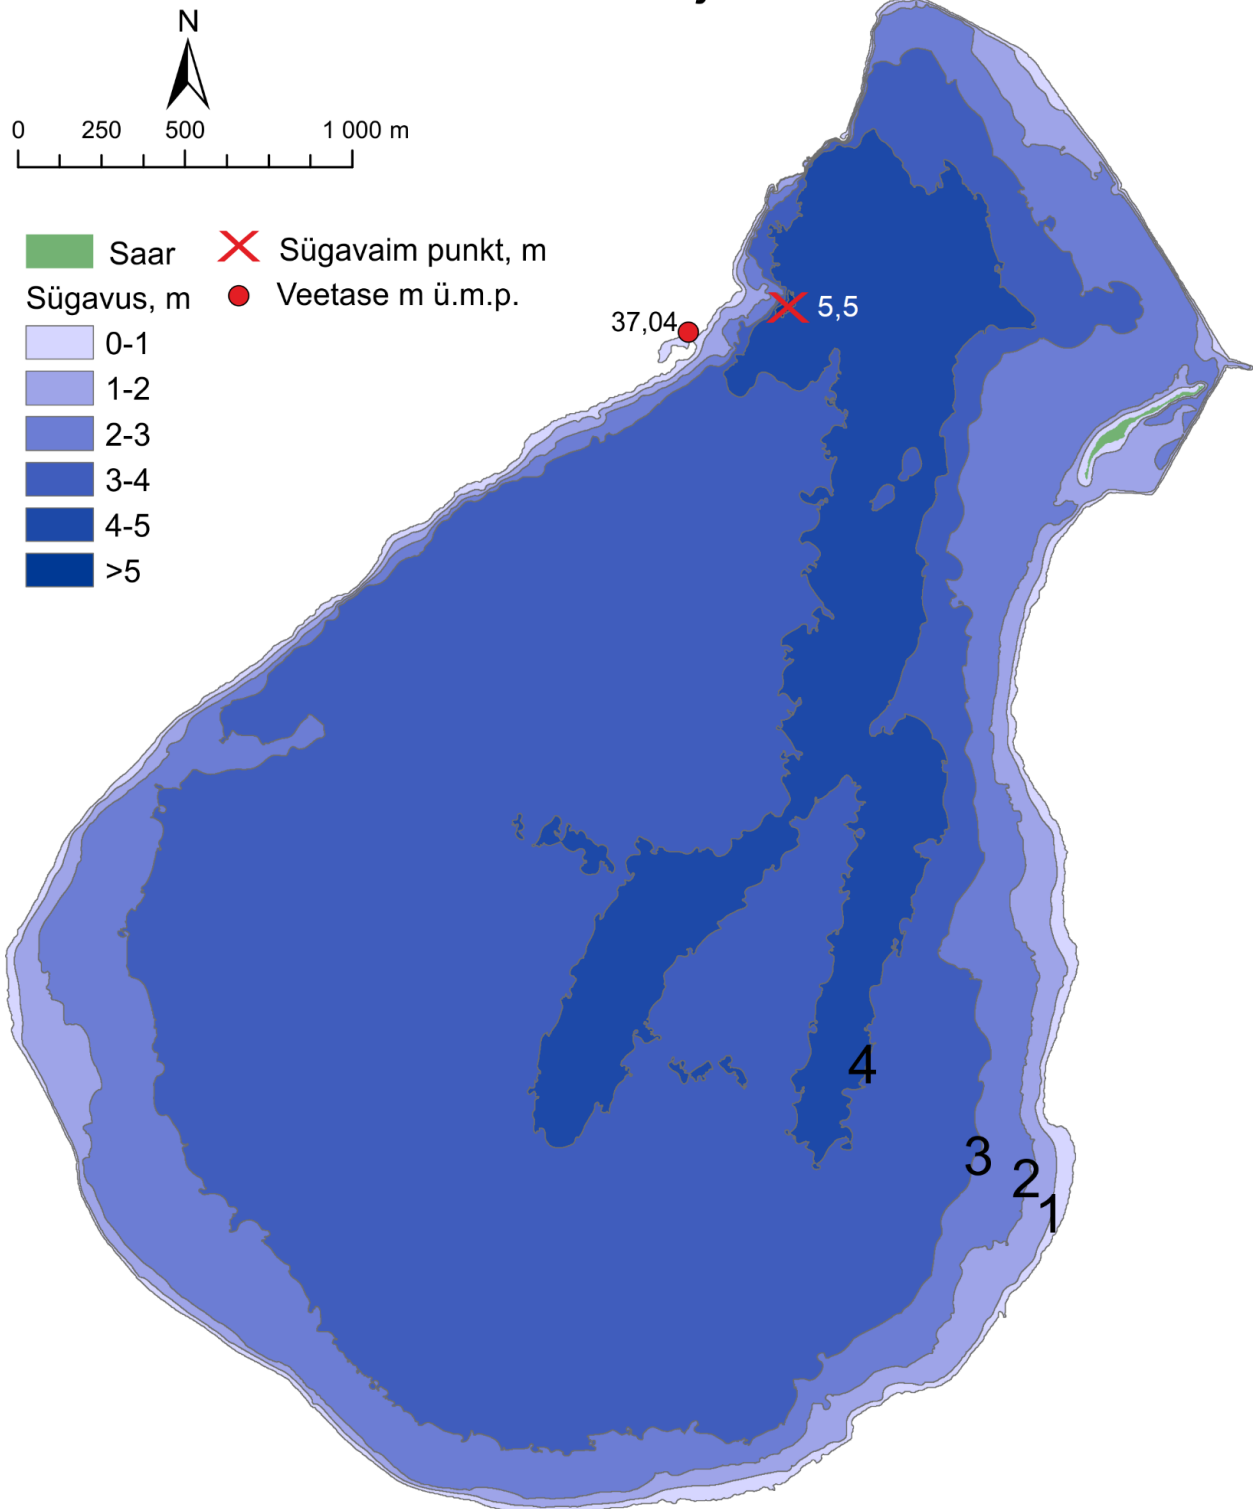 N
0 250 500 1 000 m
Saar
Sügavaim punkt, m
Sügavus, m
Veetase m ü.m.p.
0-1
1-2
2-3
3-4
4-5
>5
37,04
5,5
4
3
2
1